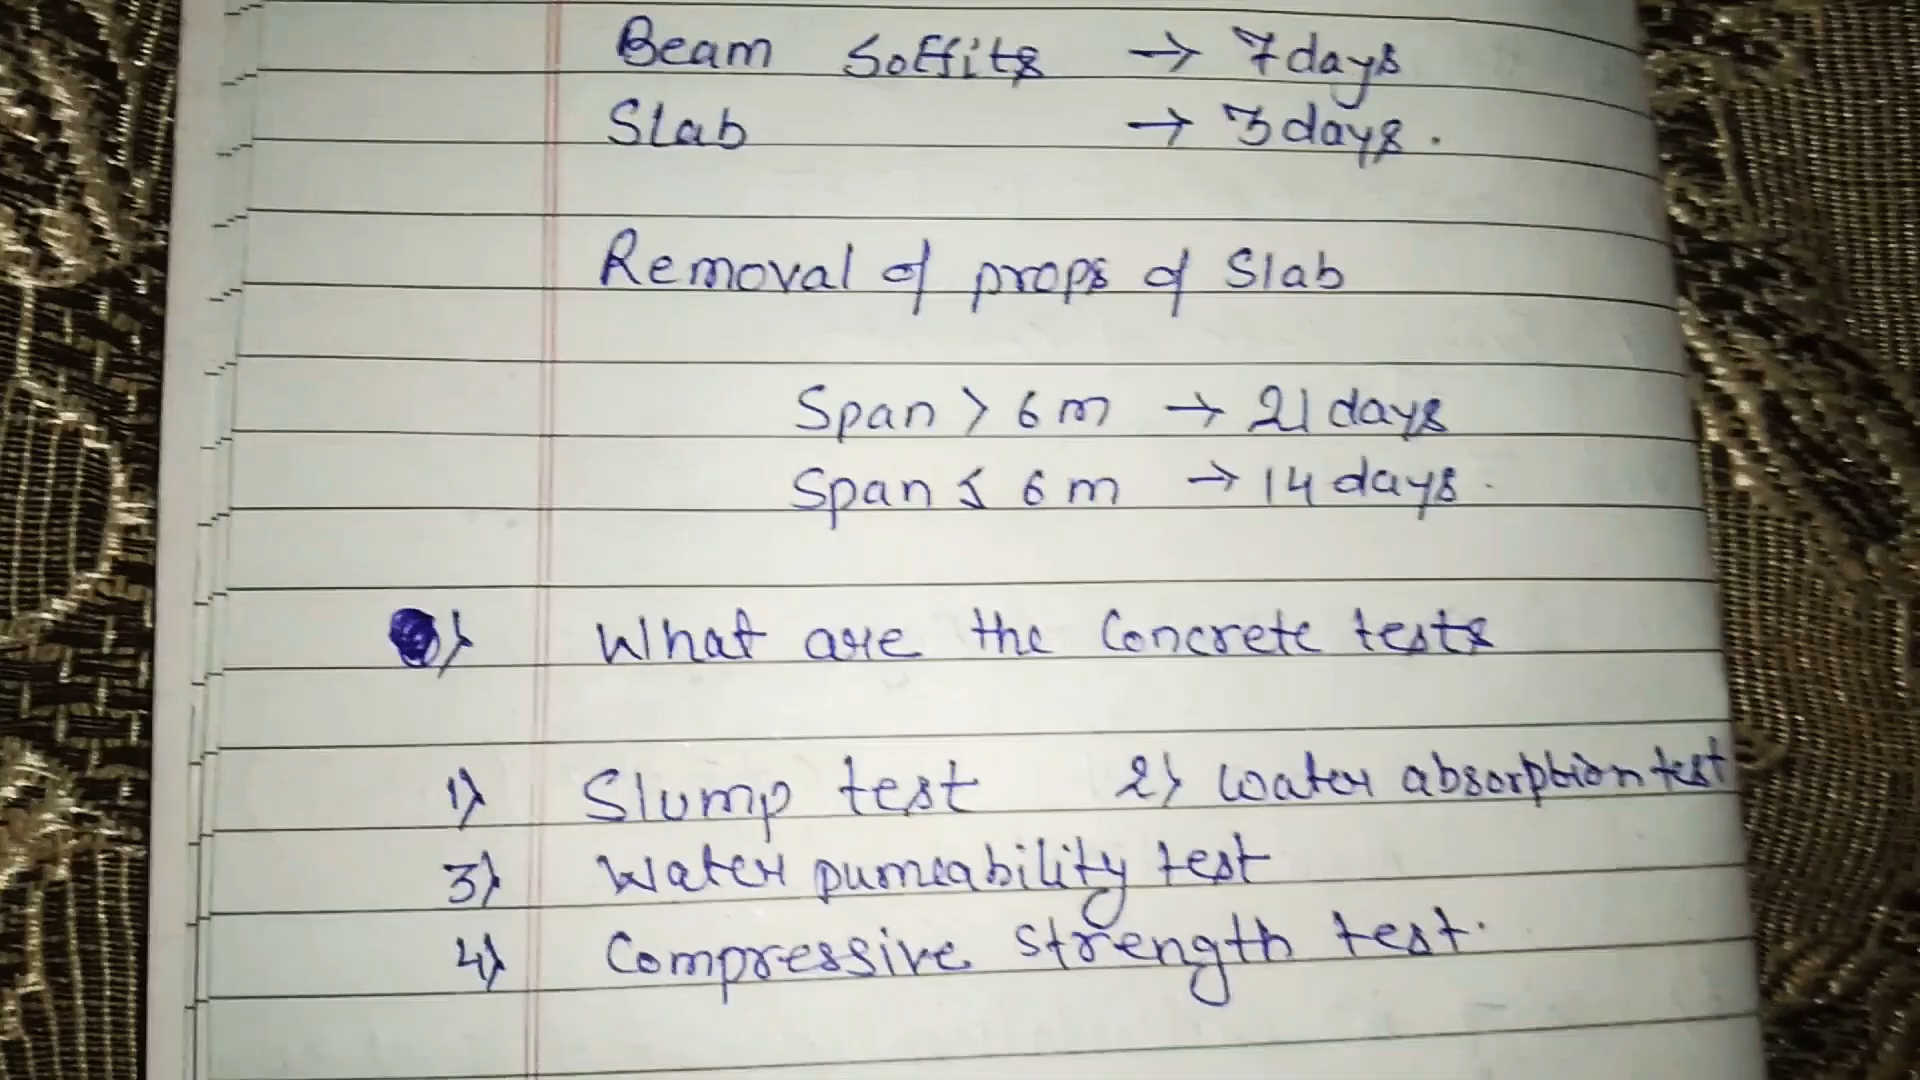 Beam Soffits → 7 days
Slab → 3 days.
Removal of props of Slab
Span > 6 m → 21 days
Span ≤ 6 m → 14 days.
What are the Concrete tests
1) Slump test 2) Water absorption test
3) Water pumeability test
4) Compressive strength test.